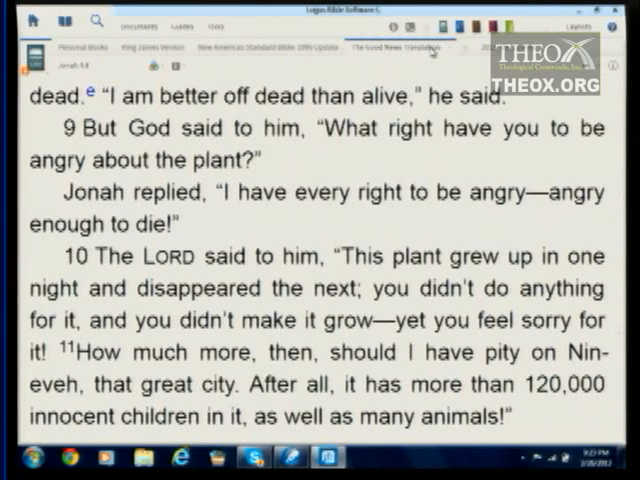 Logos Bible Software
Documents Guides Tools
Layouts
Personal Books King James Version New American Standard Bible: 1995 Update The Good News Translation
Jonah 4:8
THEOX
Theological Crossroads, Inc.
THEOX.ORG
dead.e “I am better off dead than alive,” he said.
9 But God said to him, “What right have you to be
angry about the plant?”
Jonah replied, “I have every right to be angry—angry
enough to die!”
10 The LORD said to him, “This plant grew up in one
night and disappeared the next; you didn’t do anything
for it, and you didn’t make it grow—yet you feel sorry for
it! 11How much more, then, should I have pity on Nin-
eveh, that great city. After all, it has more than 120,000
innocent children in it, as well as many animals!”
9:23 PM